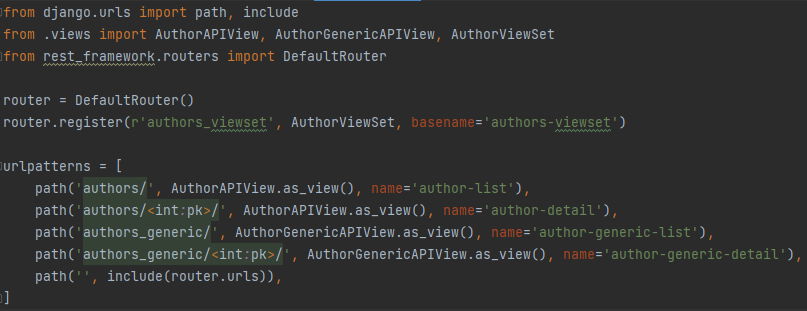 from django.urls import path, include
from .views import AuthorAPIView, AuthorGenericAPIView, AuthorViewSet
from rest_framework.routers import DefaultRouter
router = DefaultRouter()
router.register(r'authors_viewset', AuthorViewSet, basename='authors-viewset')
urlpatterns = [
    path('authors/', AuthorAPIView.as_view(), name='author-list'),
    path('authors/<int:pk>/', AuthorAPIView.as_view(), name='author-detail'),
    path('authors_generic/', AuthorGenericAPIView.as_view(), name='author-generic-list'),
    path('authors_generic/<int:pk>/', AuthorGenericAPIView.as_view(), name='author-generic-detail'),
    path('', include(router.urls)),
]